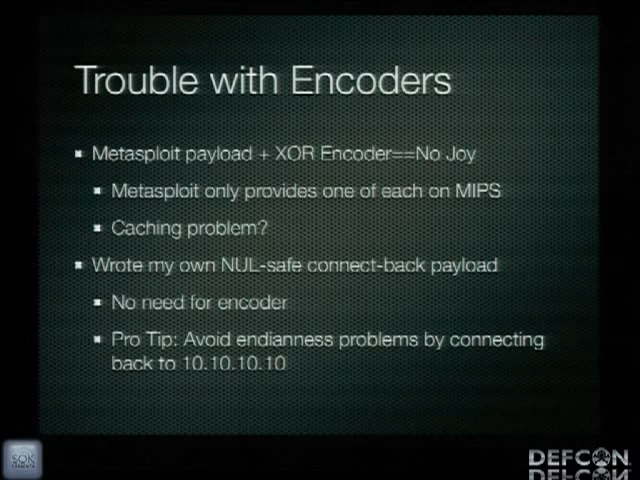 Trouble with Encoders
Metasploit payload + XOR Encoder==No Joy
Metasploit only provides one of each on MIPS
Caching problem?
Wrote my own NUL-safe connect-back payload
No need for encoder
Pro Tip: Avoid endianness problems by connecting
back to 10.10.10.10
SOK
DEFCON